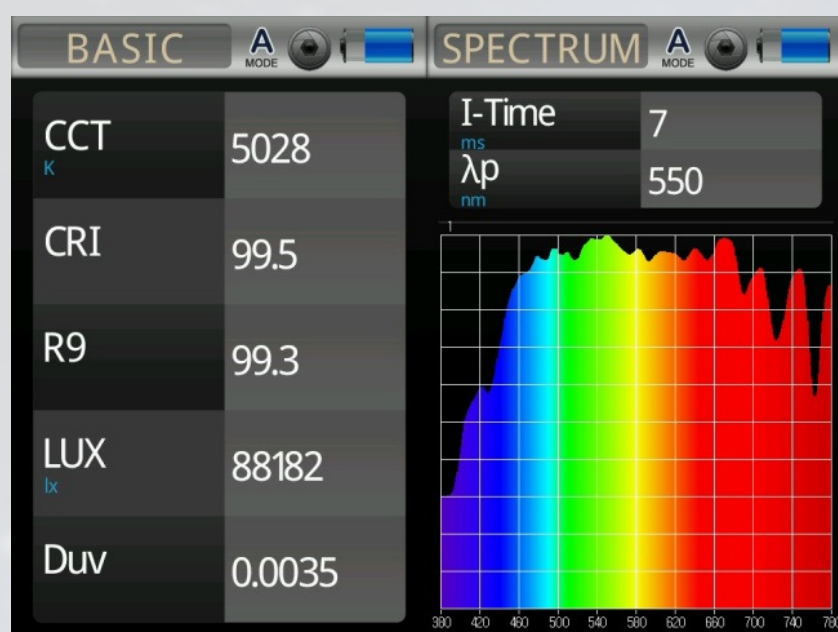 BASIC
A
MODE
CCT
K
5028
CRI
99.5
R9
99.3
LUX
lx
88182
Duv
0.0035
SPECTRUM
A
MODE
I-Time
ms
7
λp
nm
550
1
380 420 460 500 540 580 620 660 700 740 780